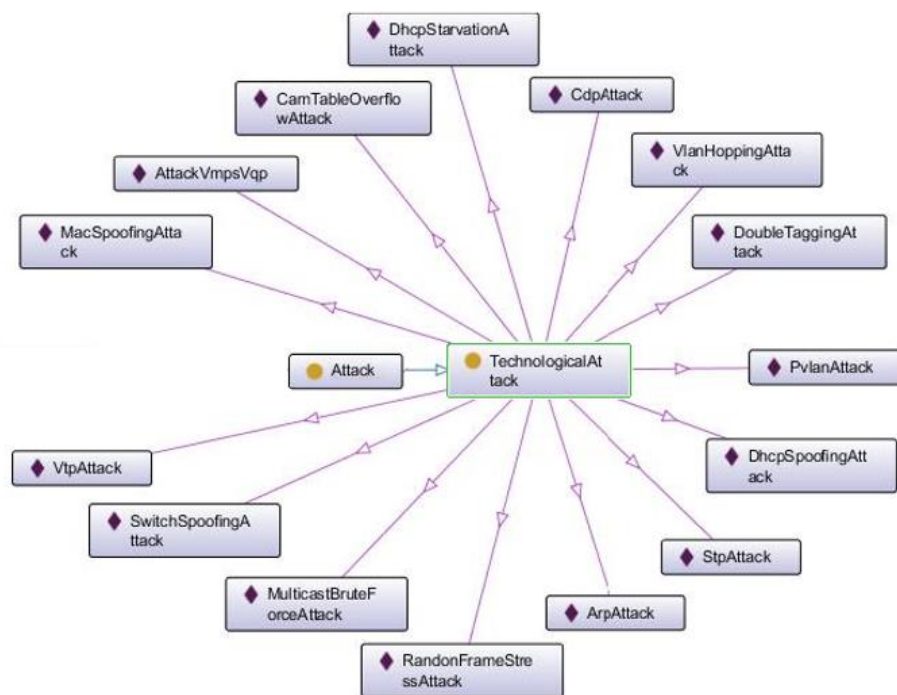 DhcpStarvationA
ttack
CamTableOverflo
wAttack
CdpAttack
VlanHoppingAtta
ck
AttackVmpsVqp
MacSpoofingAtta
ck
DoubleTaggingAt
tack
Attack
TechnologicalAt
tack
PvlanAttack
VtpAttack
DhcpSpoofingAtt
ack
SwitchSpoofingA
ttack
StpAttack
MulticastBruteF
orceAttack
ArpAttack
RandonFrameStre
ssAttack